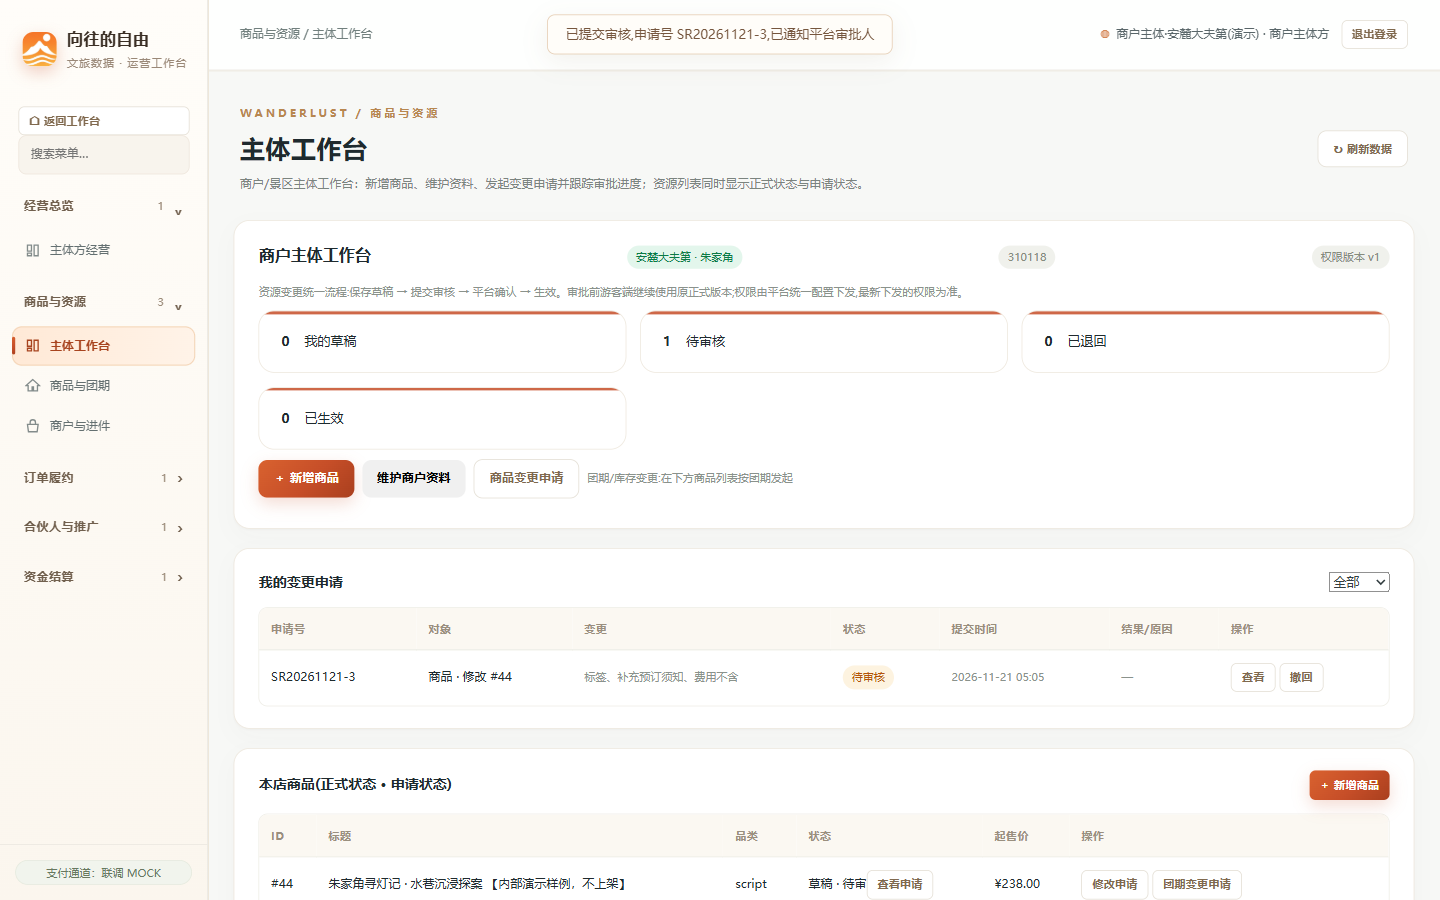 向往的自由
文旅数据 · 运营工作台
返回工作台
搜索菜单...
经营总览 1
主体方经营
商品与资源 3
主体工作台
商品与团期
商户与进件
订单履约 1
合伙人与推广 1
资金结算 1
支付通道：联调 MOCK
商品与资源 / 主体工作台
已提交审核,申请号 SR20261121-3,已通知平台审批人
商户主体·安麓大夫第(演示) · 商户主体方
退出登录
WANDERLUST / 商品与资源
主体工作台
商户/景区主体工作台：新增商品、维护资料、发起变更申请并跟踪审批进度；资源列表同时显示正式状态与申请状态。
↻ 刷新数据
商户主体工作台 安麓大夫第 · 朱家角 310118 权限版本 v1
资源变更统一流程:保存草稿 → 提交审核 → 平台确认 → 生效。审批前游客端继续使用原正式版本;权限由平台统一配置下发,最新下发的权限为准。
0 我的草稿
1 待审核
0 已退回
0 已生效
+ 新增商品 维护商户资料 商品变更申请 团期/库存变更:在下方商品列表按团期发起
我的变更申请 全部
申请号 对象 变更 状态 提交时间 结果/原因 操作
SR20261121-3 商品 · 修改 #44 标签、补充预订须知、费用不含 待审核 2026-11-21 05:05 — 查看 撤回
本店商品(正式状态 • 申请状态) + 新增商品
ID 标题 品类 状态 起售价 操作
#44 朱家角寻灯记 · 水巷沉浸探案 【内部演示样例，不上架】 script 草稿 · 待审 查看申请 ¥238.00 修改申请 团期变更申请